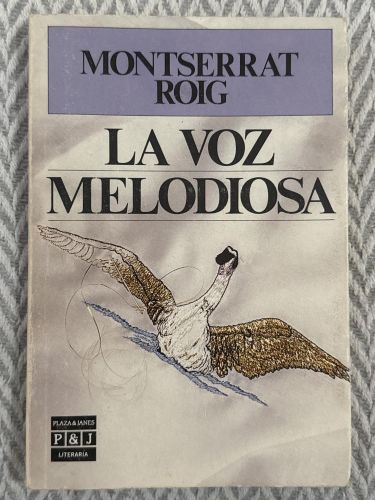 MONTSERRAT
ROIG
LA VOZ
MELODIOSA
PLAZA & JANES
P & J
LITERARIA